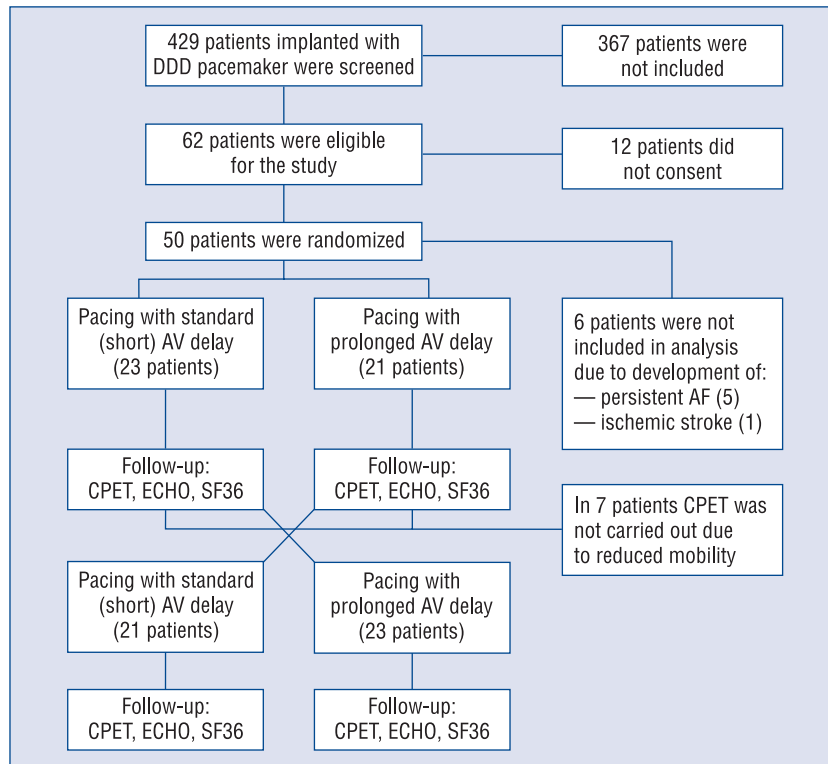 429 patients implanted with
DDD pacemaker were screened
367 patients were
not included
62 patients were eligible
for the study
12 patients did
not consent
50 patients were randomized
Pacing with standard
(short) AV delay
(23 patients)
Pacing with
prolonged AV delay
(21 patients)
6 patients were not
included in analysis
due to development of:
— persistent AF (5)
— ischemic stroke (1)
Follow-up:
CPET, ECHO, SF36
Follow-up:
CPET, ECHO, SF36
In 7 patients CPET was
not carried out due
to reduced mobility
Pacing with standard
(short) AV delay
(21 patients)
Pacing with
prolonged AV delay
(23 patients)
Follow-up:
CPET, ECHO, SF36
Follow-up:
CPET, ECHO, SF36